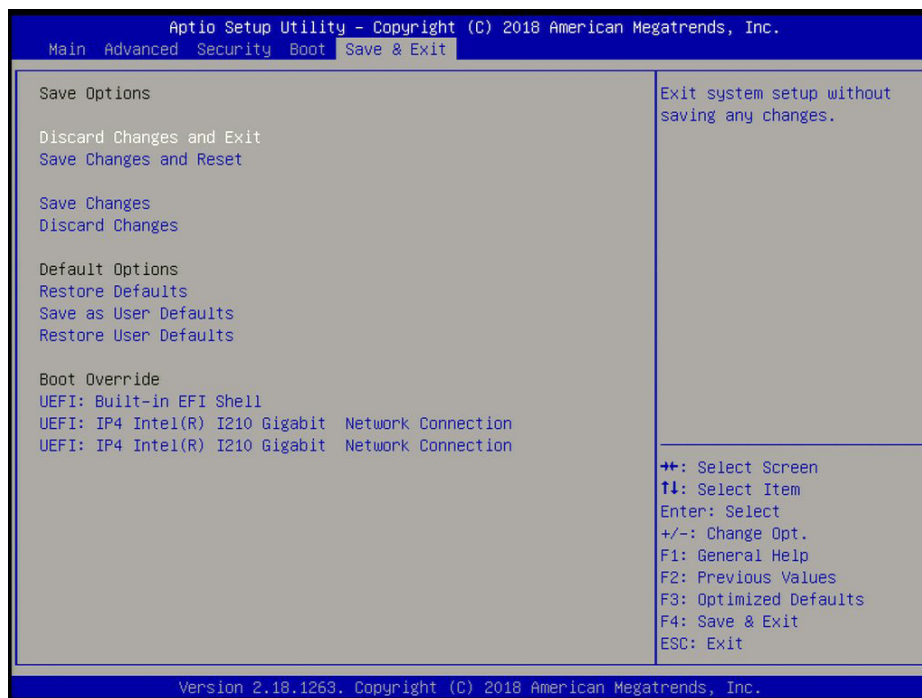 Aptio Setup Utility - Copyright (C) 2018 American Megatrends, Inc.
Main Advanced Security Boot Save & Exit
Save Options
Discard Changes and Exit
Save Changes and Reset
Save Changes
Discard Changes
Default Options
Restore Defaults
Save as User Defaults
Restore User Defaults
Boot Override
UEFI: Built-in EFI Shell
UEFI: IP4 Intel(R) I210 Gigabit Network Connection
UEFI: IP4 Intel(R) I210 Gigabit Network Connection
Exit system setup without
saving any changes.
→←: Select Screen
↑↓: Select Item
Enter: Select
+/-: Change Opt.
F1: General Help
F2: Previous Values
F3: Optimized Defaults
F4: Save & Exit
ESC: Exit
Version 2.18.1263. Copyright (C) 2018 American Megatrends, Inc.